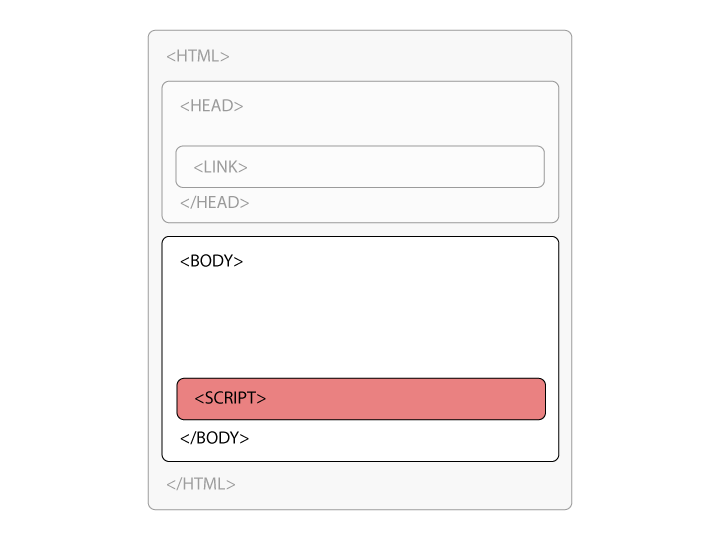 <HTML>
<HEAD>
<LINK>
</HEAD>
<BODY>
<SCRIPT>
</BODY>
</HTML>